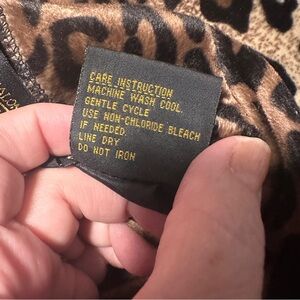 CARE INSTRUCTION
MACHINE WASH COOL
GENTLE CYCLE
USE NON-CHLORIDE BLEACH
IF NEEDED
LINE DRY
DO NOT IRON